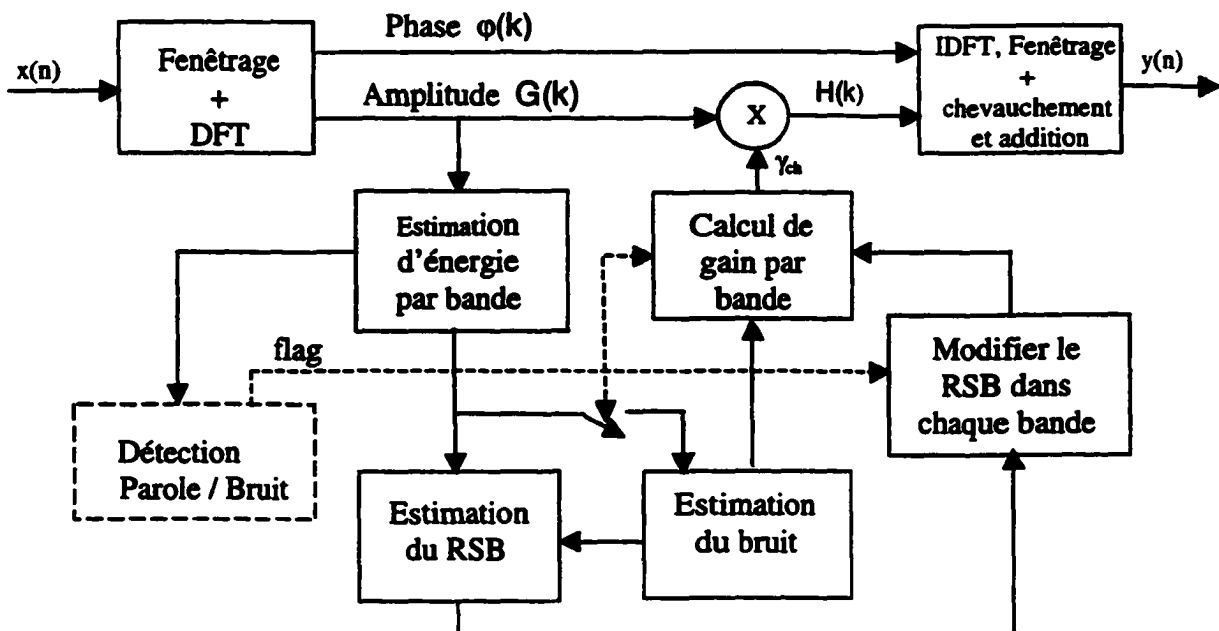 Phase φ(k)
x(n)
Fenêtrage
+
DFT
Amplitude G(k)
X
H(k)
IDFT, Fenêtrage
+
chevauchement
et addition
y(n)
γch
Estimation
d'énergie
par bande
Calcul de
gain par
bande
flag
Modifier le
RSB dans
chaque bande
Détection
Parole / Bruit
Estimation
du RSB
Estimation
du bruit